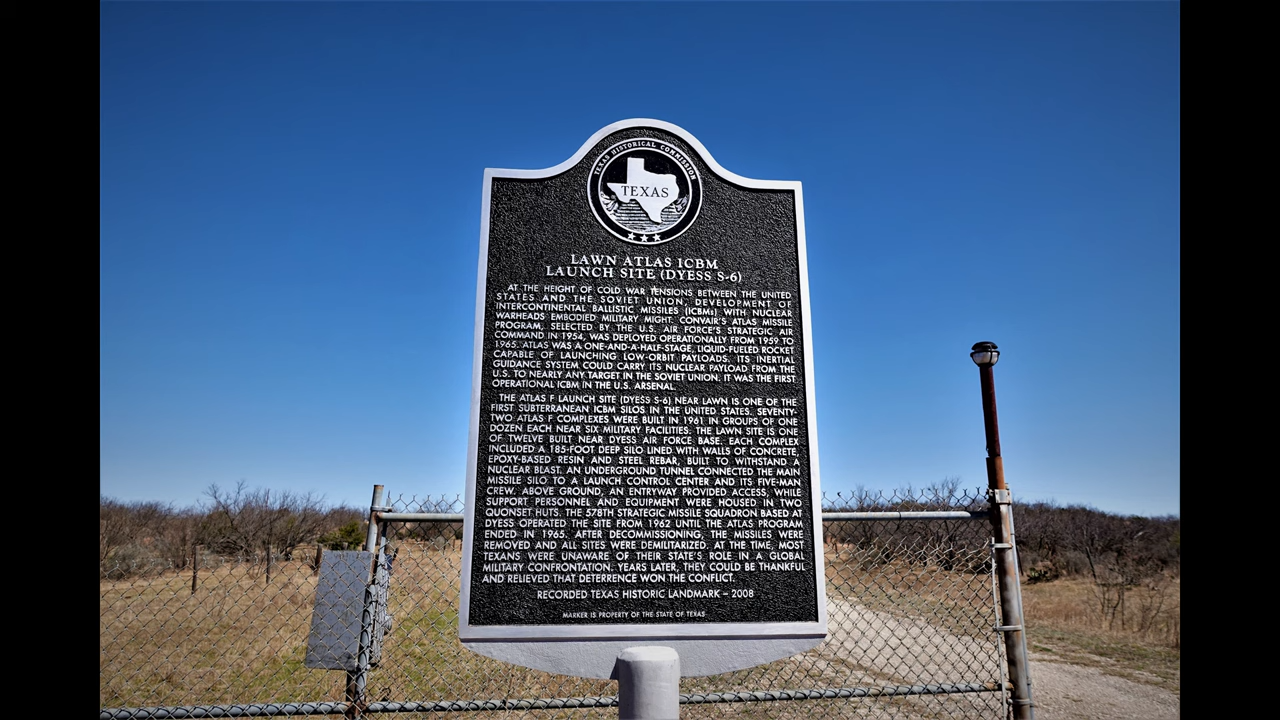 TEXAS HISTORICAL COMMISSION
TEXAS
LAWN ATLAS ICBM
LAUNCH SITE (DYESS S-6)
AT THE HEIGHT OF COLD WAR TENSIONS BETWEEN THE UNITED
STATES AND THE SOVIET UNION, DEVELOPMENT OF
INTERCONTINENTAL BALLISTIC MISSILES (ICBMs) WITH NUCLEAR
WARHEADS EMBODIED MILITARY MIGHT. CONVAIR'S ATLAS MISSILE
PROGRAM, SELECTED BY THE U.S. AIR FORCE'S STRATEGIC AIR
COMMAND IN 1954, WAS DEPLOYED OPERATIONALLY FROM 1959 TO
1965. ATLAS WAS A ONE-AND-A-HALF-STAGE, LIQUID-FUELED ROCKET
CAPABLE OF LAUNCHING LOW-ORBIT PAYLOADS. ITS INERTIAL
GUIDANCE SYSTEM COULD CARRY ITS NUCLEAR PAYLOAD FROM THE
U.S. TO NEARLY ANY TARGET IN THE SOVIET UNION. IT WAS THE FIRST
OPERATIONAL ICBM IN THE U.S. ARSENAL.
THE ATLAS F LAUNCH SITE (DYESS S-6) NEAR LAWN IS ONE OF THE
FIRST SUBTERRANEAN ICBM SILOS IN THE UNITED STATES. SEVENTY-
TWO ATLAS F COMPLEXES WERE BUILT IN 1961 IN GROUPS OF ONE
DOZEN EACH NEAR SIX MILITARY FACILITIES. THE LAWN SITE IS ONE
OF TWELVE BUILT NEAR DYESS AIR FORCE BASE. EACH COMPLEX
INCLUDED A 185-FOOT DEEP SILO LINED WITH WALLS OF CONCRETE,
EPOXY-BASED RESIN AND STEEL REBAR, BUILT TO WITHSTAND A
NUCLEAR BLAST. AN UNDERGROUND TUNNEL CONNECTED THE MAIN
MISSILE SILO TO A LAUNCH CONTROL CENTER AND ITS FIVE-MAN
CREW. ABOVE GROUND, AN ENTRYWAY PROVIDED ACCESS, WHILE
SUPPORT PERSONNEL AND EQUIPMENT WERE HOUSED IN TWO
QUONSET HUTS. THE 578TH STRATEGIC MISSILE SQUADRON BASED AT
DYESS OPERATED THE SITE FROM 1962 UNTIL THE ATLAS PROGRAM
ENDED IN 1965. AFTER DECOMMISSIONING, THE MISSILES WERE
REMOVED AND ALL SITES WERE DEMILITARIZED. AT THE TIME, MOST
TEXANS WERE UNAWARE OF THEIR STATE'S ROLE IN A GLOBAL
MILITARY CONFRONTATION. YEARS LATER, THEY COULD BE THANKFUL
AND RELIEVED THAT DETERRENCE WON THE CONFLICT.
RECORDED TEXAS HISTORIC LANDMARK – 2008
MARKER IS PROPERTY OF THE STATE OF TEXAS